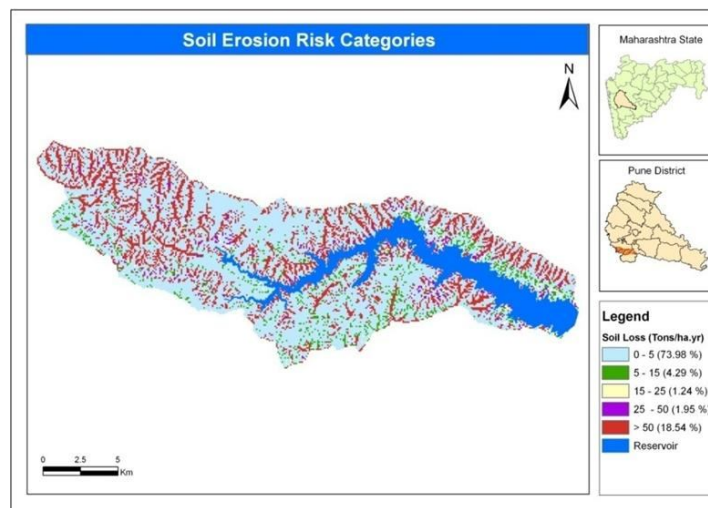 Soil Erosion Risk Categories
N
Maharashtra State
Pune District
Legend
Soil Loss (Tons/ha.yr)
0 - 5 (73.98 %)
5 - 15 (4.29 %)
15 - 25 (1.24 %)
25 - 50 (1.95 %)
> 50 (18.54 %)
Reservoir
0 2.5 5
Km